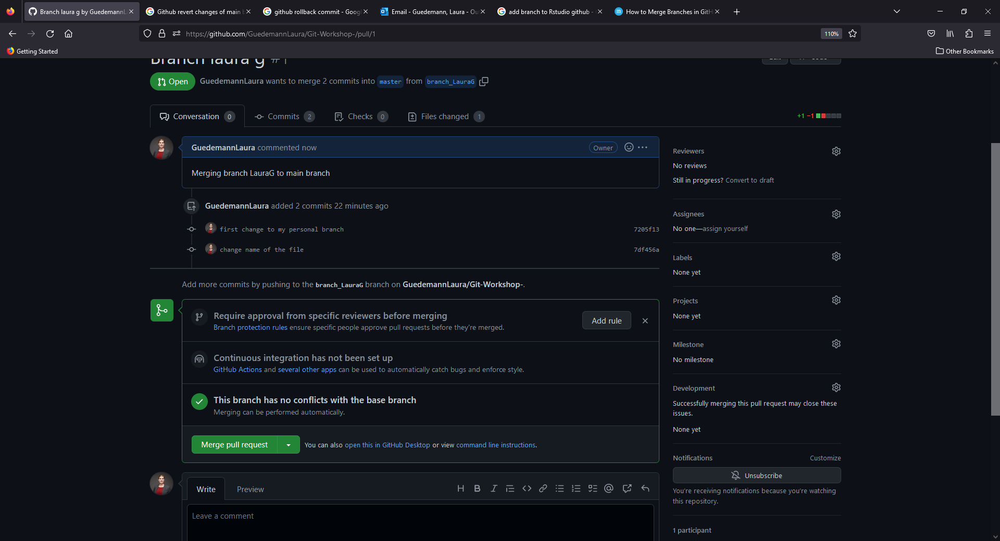 Branch laura g by GuedemannL
Github revert changes of main b
github rollback commit - Goog
Email - Guedemann, Laura - Ou
add branch to Rstudio github -
How to Merge Branches in GitH
https://github.com/GuedemannLaura/Git-Workshop-/pull/1
110%
Getting Started
Other Bookmarks
Branch laura g #1
Edit
Code
Open
GuedemannLaura wants to merge 2 commits into master from branch_LauraG
Conversation 0
Commits 2
Checks 0
Files changed 1
+1 −1
GuedemannLaura commented now
Owner
Merging branch LauraG to main branch
GuedemannLaura added 2 commits 22 minutes ago
first change to my personal branch
7205f13
change name of the file
7df456a
Add more commits by pushing to the branch_LauraG branch on GuedemannLaura/Git-Workshop-.
Require approval from specific reviewers before merging
Branch protection rules ensure specific people approve pull requests before they're merged.
Add rule
Continuous integration has not been set up
GitHub Actions and several other apps can be used to automatically catch bugs and enforce style.
This branch has no conflicts with the base branch
Merging can be performed automatically.
Merge pull request
You can also open this in GitHub Desktop or view command line instructions.
Write
Preview
Leave a comment
Reviewers
No reviews
Still in progress? Convert to draft
Assignees
No one—assign yourself
Labels
None yet
Projects
None yet
Milestone
No milestone
Development
Successfully merging this pull request may close these
issues.
None yet
Notifications
Customize
Unsubscribe
You're receiving notifications because you're watching
this repository.
1 participant